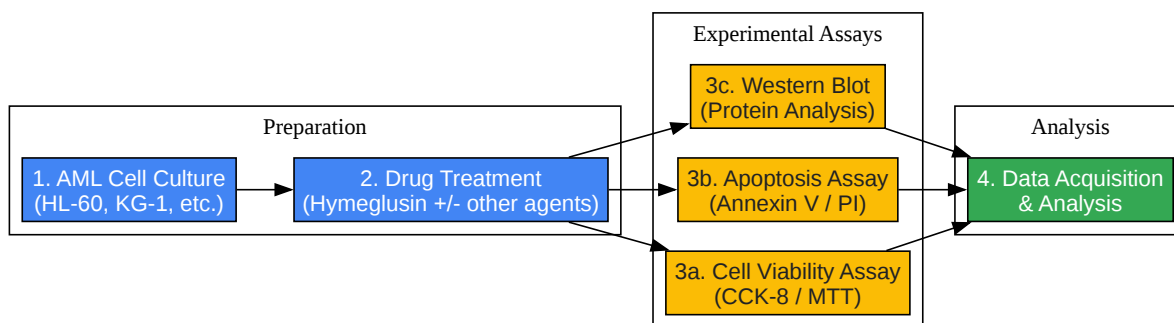 Preparation
1. AML Cell Culture
(HL-60, KG-1, etc.)
2. Drug Treatment
(Hymeglusin +/- other agents)
Experimental Assays
3c. Western Blot
(Protein Analysis)
3b. Apoptosis Assay
(Annexin V / PI)
3a. Cell Viability Assay
(CCK-8 / MTT)
Analysis
4. Data Acquisition
& Analysis